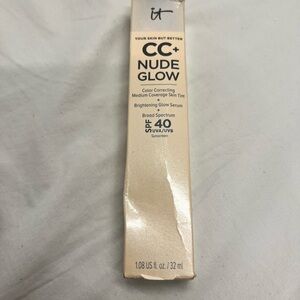 it
YOUR SKIN BUT BETTER
CC+
NUDE
GLOW
Color Correcting
Medium Coverage Skin Tint
+
Brightening Glow Serum
+
Broad Spectrum
SPF 40
UVA/UVB
Sunscreen
1.08 US fl. oz. / 32 ml